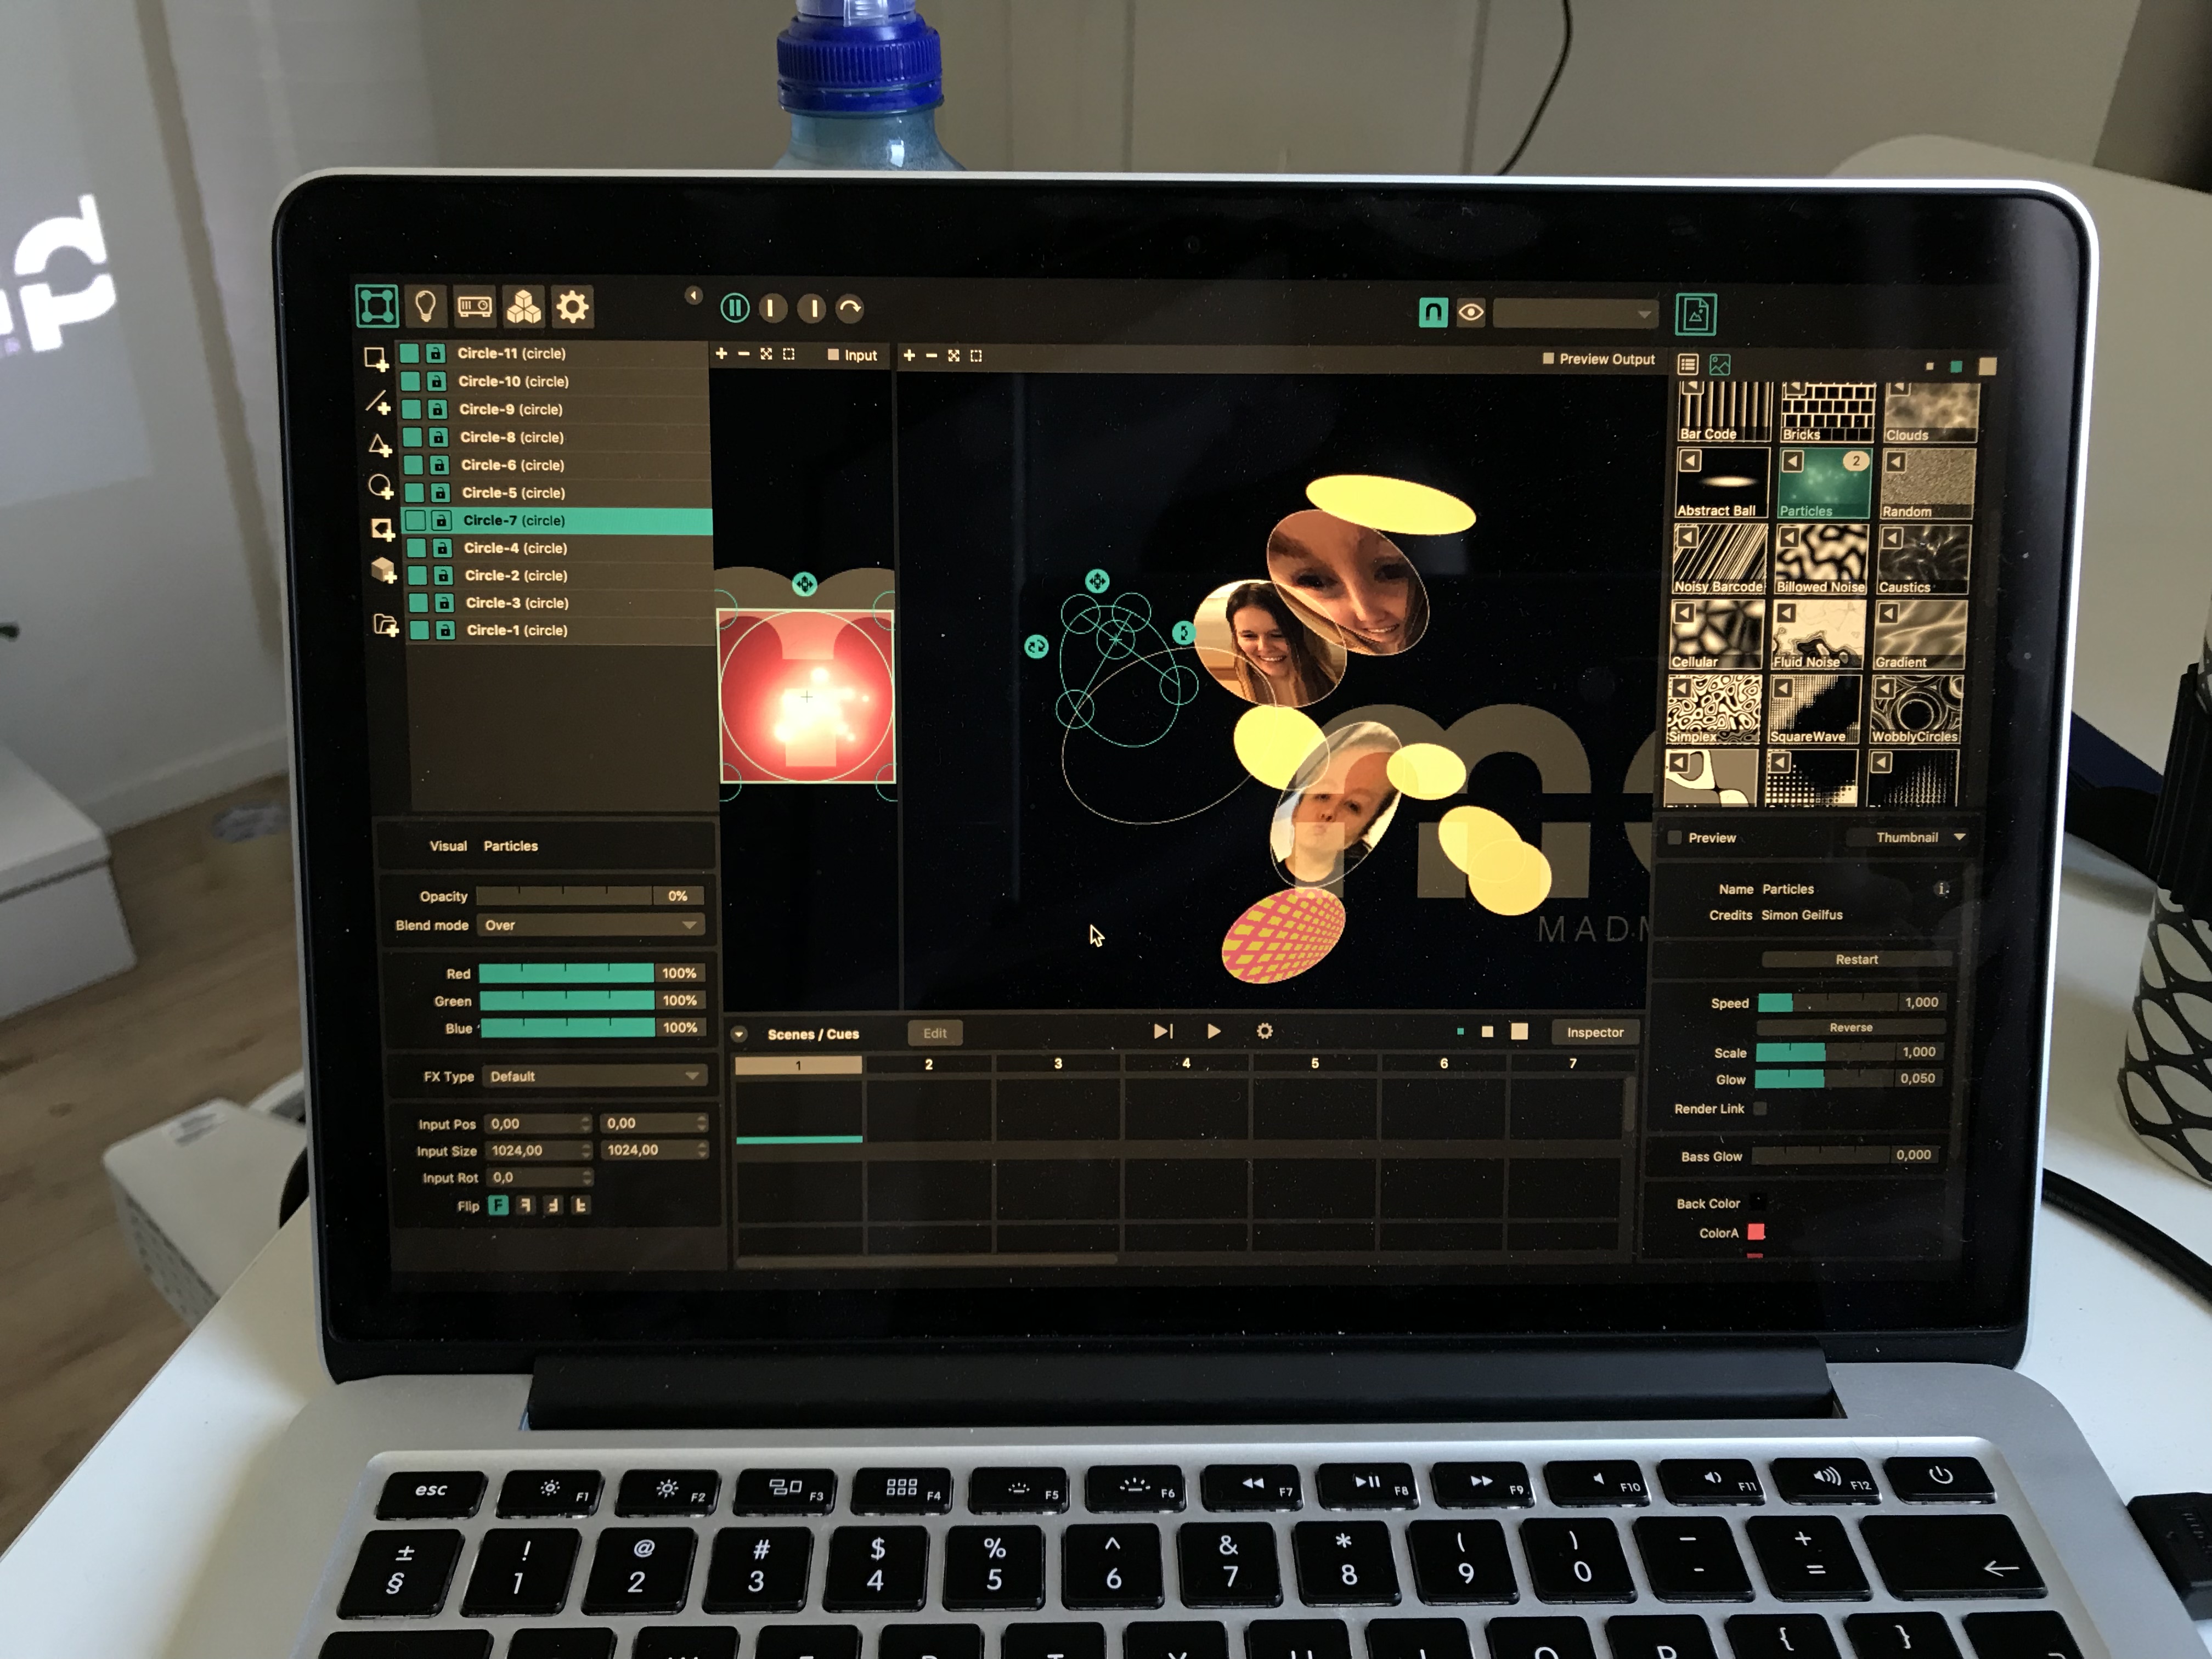 Circle-11 (circle)
Circle-10 (circle)
Circle-9 (circle)
Circle-8 (circle)
Circle-6 (circle)
Circle-5 (circle)
Circle-7 (circle)
Circle-4 (circle)
Circle-2 (circle)
Circle-3 (circle)
Circle-1 (circle)
Visual Particles
Opacity 0%
Blend mode Over
Red 100%
Green 100%
Blue 100%
FX Type Default
Input Pos 0,00 0,00
Input Size 1024,00 1024,00
Input Rot 0,0
Flip
Input
Preview Output
MADM
Scenes / Cues Edit Inspector
1 2 3 4 5 6 7
Bar Code Bricks Clouds
2
Abstract Ball Particles Random
Noisy Barcode Billowed Noise Caustics
Cellular Fluid Noise Gradient
Simplex SquareWave WobblyCircles
Preview Thumbnail
Name Particles
Credits Simon Geilfus
Restart
Speed 1,000
Reverse
Scale 1,000
Glow 0,050
Render Link
Bass Glow 0,000
Back Color
ColorA
esc F1 F2 F3 F4 F5 F6 F7 F8 F9 F10 F11 F12
± ! @ # $ % ^ & * ( ) – +
§ 1 2 3 4 5 6 7 8 9 0 - =
{ }